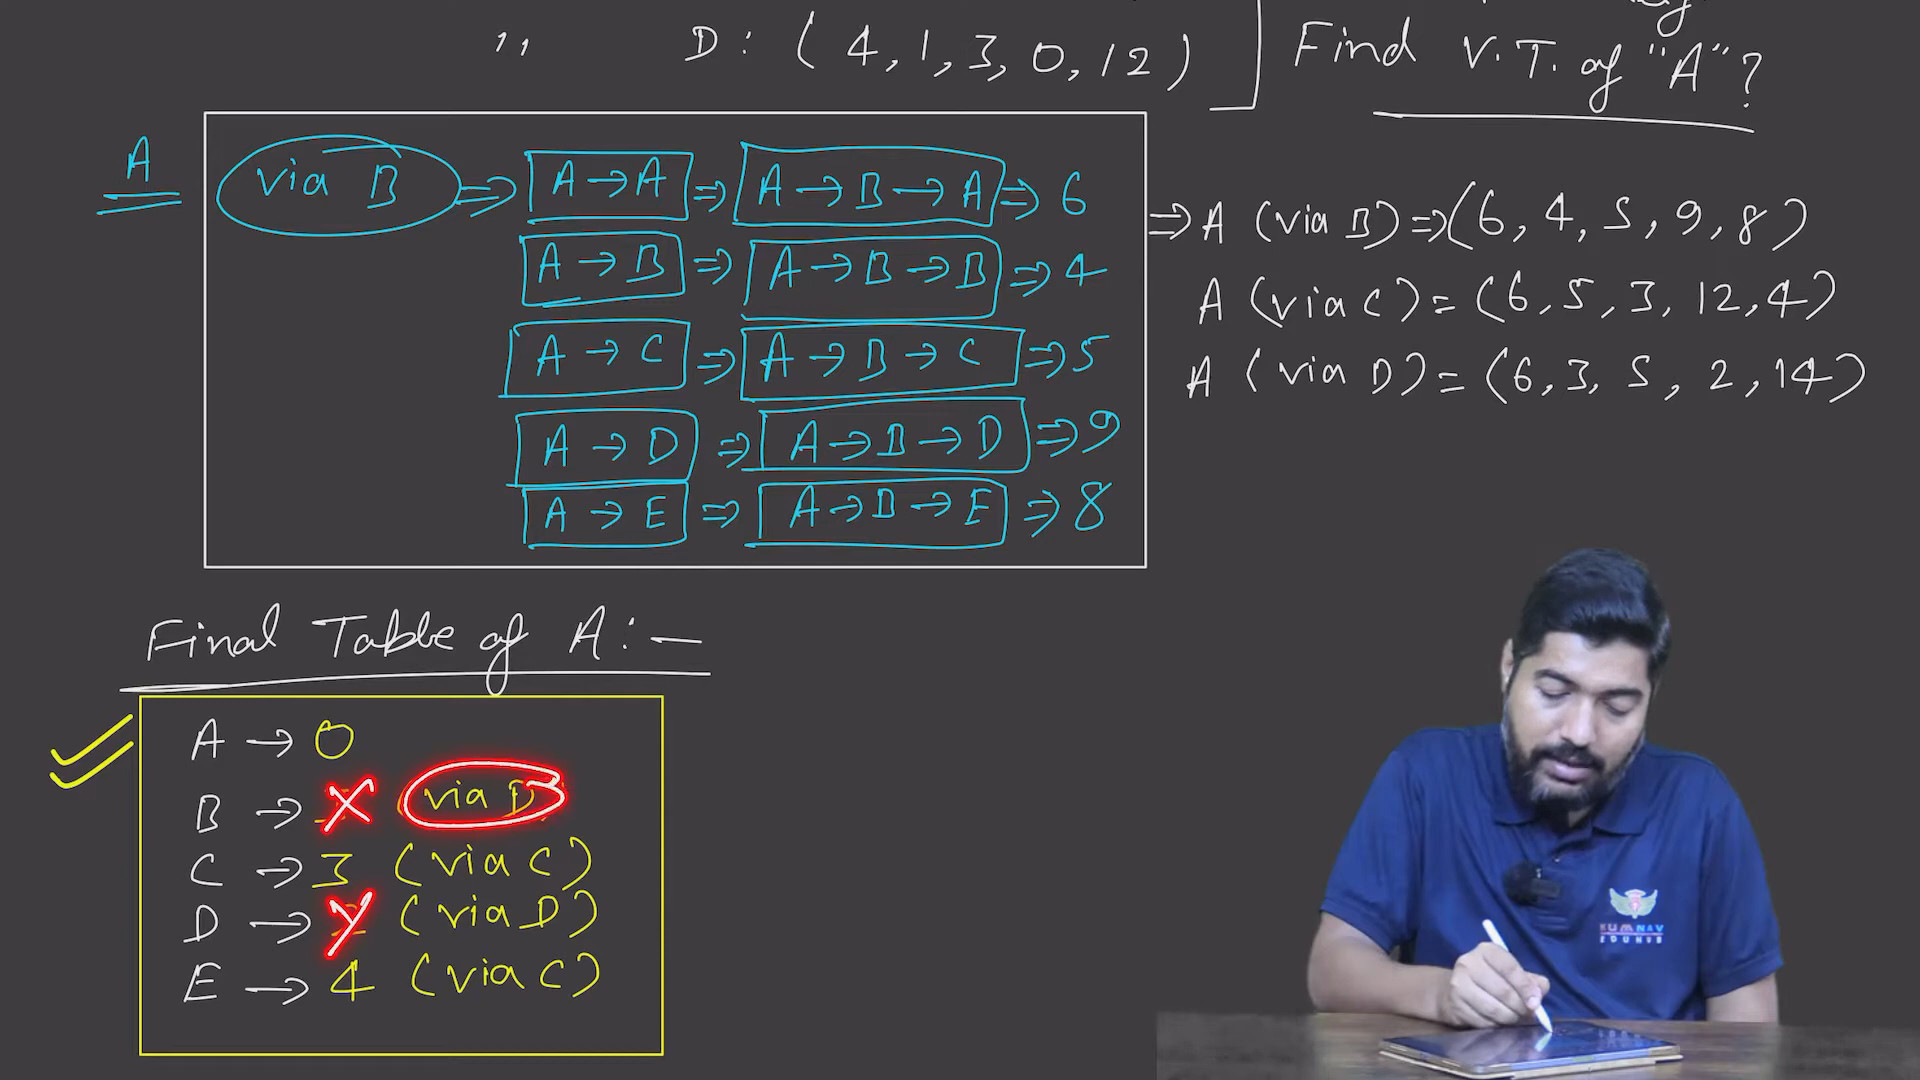 ,, D : ( 4, 1, 3, 0, 12 ) Find V.T. of "A"?
A
via B ⇒ A → A ⇒ A → B → A ⇒ 6
A → B ⇒ A → B → B ⇒ 4
A → C ⇒ A → B → C ⇒ 5
A → D ⇒ A → B → D ⇒ 9
A → E ⇒ A → B → E ⇒ 8
⇒ A (via B) ⇒ (6, 4, 5, 9, 8)
A (via C) = (6, 5, 3, 12, 4)
A (via D) = (6, 3, 5, 2, 14)
Final Table of A :-
A → 0
B → X via D
C → 3 (via C)
D → y (via D)
E → 4 (via C)
KUMNAV
EDUHUB